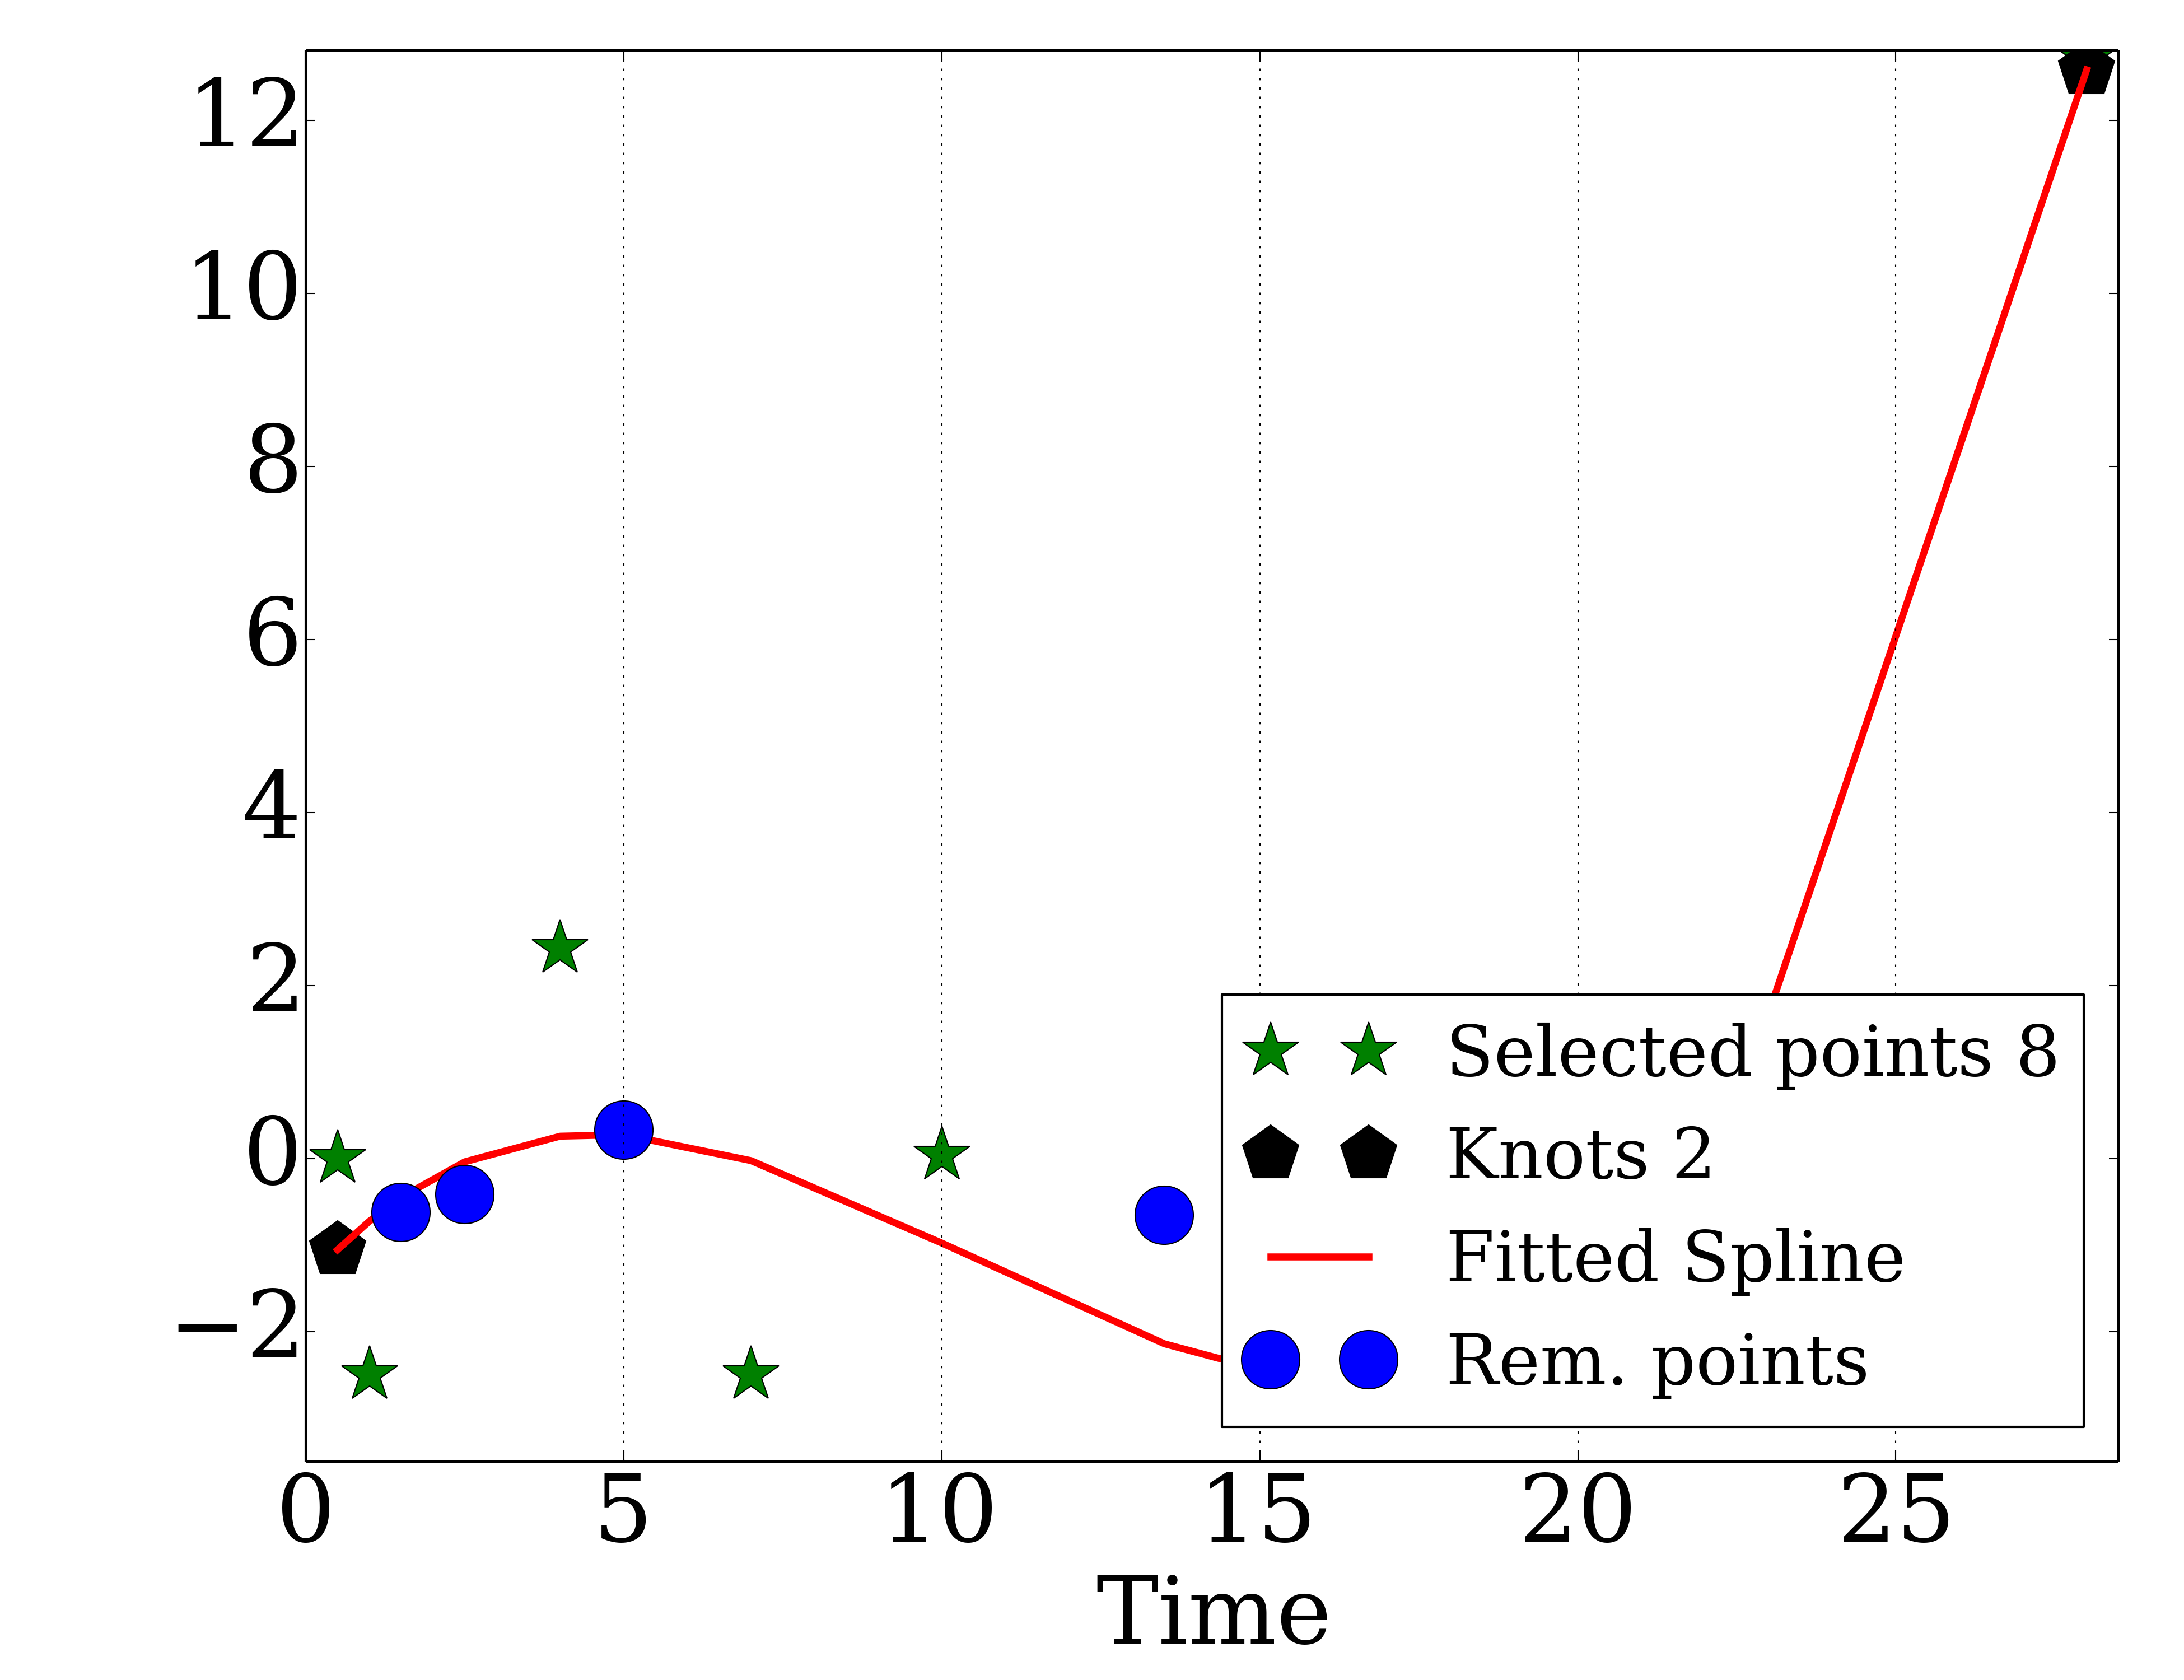 12
10
8
6
4
2
0
−2
Selected points 8
Knots 2
Fitted Spline
Rem. points
0 5 10 15 20 25
Time